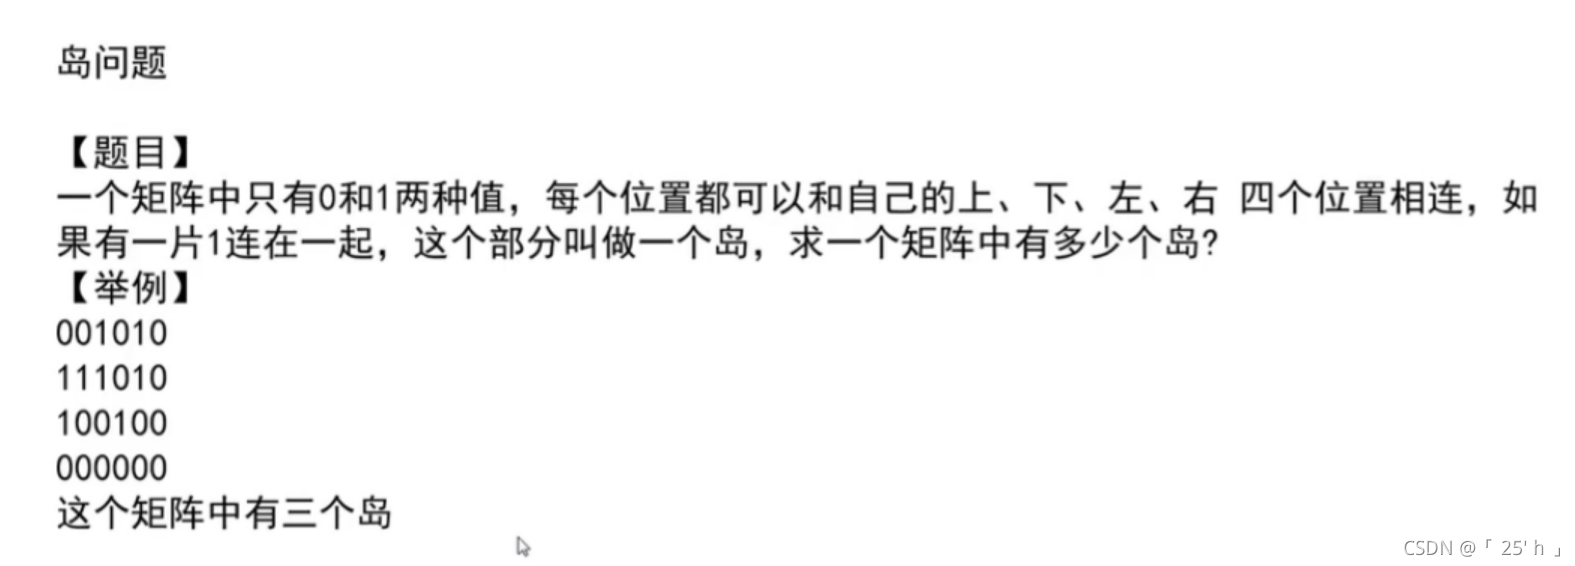 岛问题
【题目】
一个矩阵中只有0和1两种值，每个位置都可以和自己的上、下、左、右 四个位置相连，如
果有一片1连在一起，这个部分叫做一个岛，求一个矩阵中有多少个岛?
【举例】
001010
111010
100100
000000
这个矩阵中有三个岛
CSDN @「 25' h 」